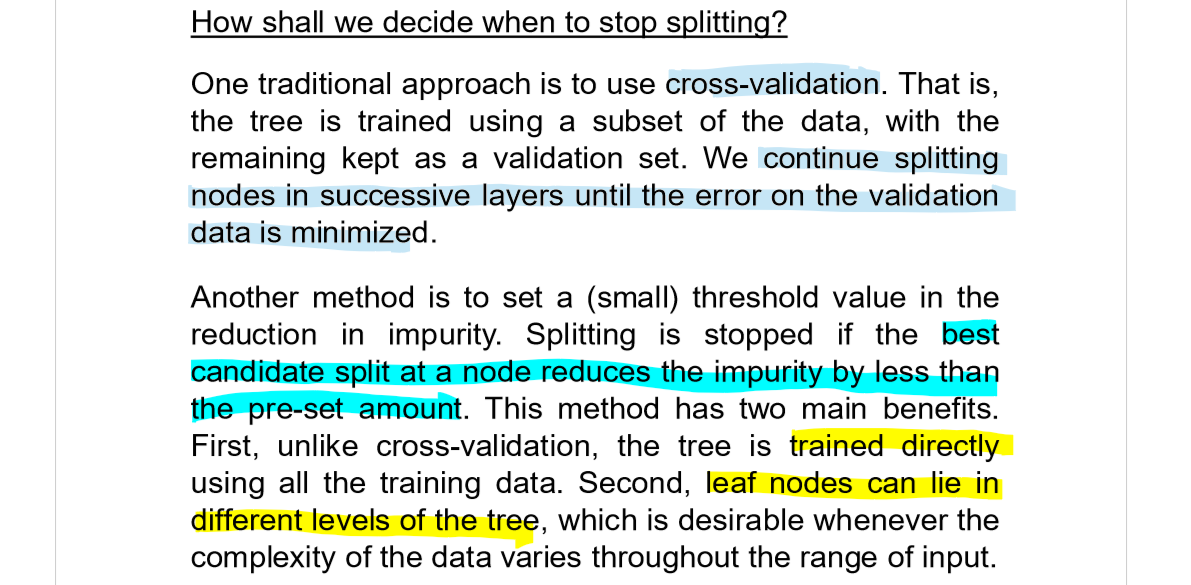 How shall we decide when to stop splitting?
One traditional approach is to use cross-validation. That is,
the tree is trained using a subset of the data, with the
remaining kept as a validation set. We continue splitting
nodes in successive layers until the error on the validation
data is minimized.
Another method is to set a (small) threshold value in the
reduction in impurity. Splitting is stopped if the best
candidate split at a node reduces the impurity by less than
the pre-set amount. This method has two main benefits.
First, unlike cross-validation, the tree is trained directly
using all the training data. Second, leaf nodes can lie in
different levels of the tree, which is desirable whenever the
complexity of the data varies throughout the range of input.